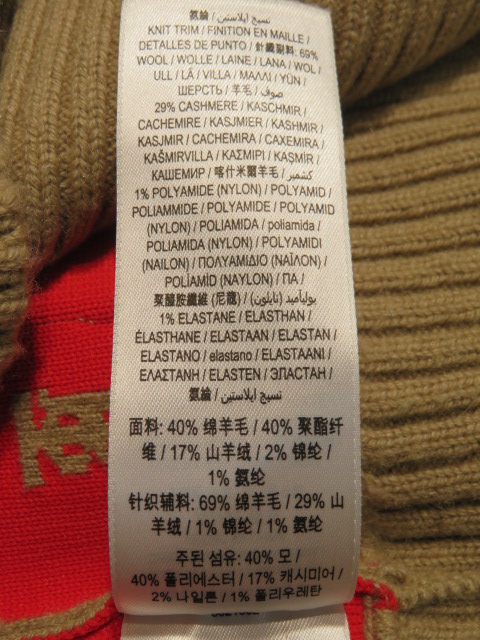 氨綸 / نسيج ايلاستين /
KNIT TRIM / FINITION EN MAILLE /
DETALLES DE PUNTO / 針織輔料: 69%
WOOL / WOLLE / LAINE / LANA / WOL /
ULL / LÃ / VILLA / ΜΑΛΛΙ / YÜN /
ШЕРСТЬ / 羊毛 / صوف /
29% CASHMERE / KASCHMIR /
CACHEMIRE / KASJMIER / KASHMIR /
KASJMIR / CACHEMIRA / CAXEMIRA /
KAŠMIRVILLA / ΚΑΣΜΙΡΙ / KAŞMİR /
КАШЕМИР / 喀什米爾羊毛 / كشمير /
1% POLYAMIDE (NYLON) / POLYAMID /
POLIAMMIDE / POLYAMIDE / POLYAMID
(NYLON) / POLIAMIDA / poliamida /
POLIAMIDA (NYLON) / POLYAMIDI
(NAILON) / ΠΟΛΥΑΜΙΔΙΟ (ΝΑΪΛΟΝ) /
POLİAMİD (NAYLON) / ПА /
聚醯胺纖維 (尼龍) / بوليأميد (نايلون) /
1% ELASTANE / ELASTHAN /
ÉLASTHANE / ELASTAAN / ELASTAN /
ELASTANO / elastano / ELASTAANI /
ΕΛΑΣΤΑΝΗ / ELASTEN / ЭЛАСТАН /
氨綸 / نسيج ايلاستين
面料: 40% 绵羊毛 / 40% 聚酯纤
维 / 17% 山羊绒 / 2% 锦纶 /
1% 氨纶
针织辅料: 69% 绵羊毛 / 29% 山
羊绒 / 1% 锦纶 / 1% 氨纶
주된 섬유: 40% 모 /
40% 폴리에스터 / 17% 캐시미어 /
2% 나일론 / 1% 폴리우레탄